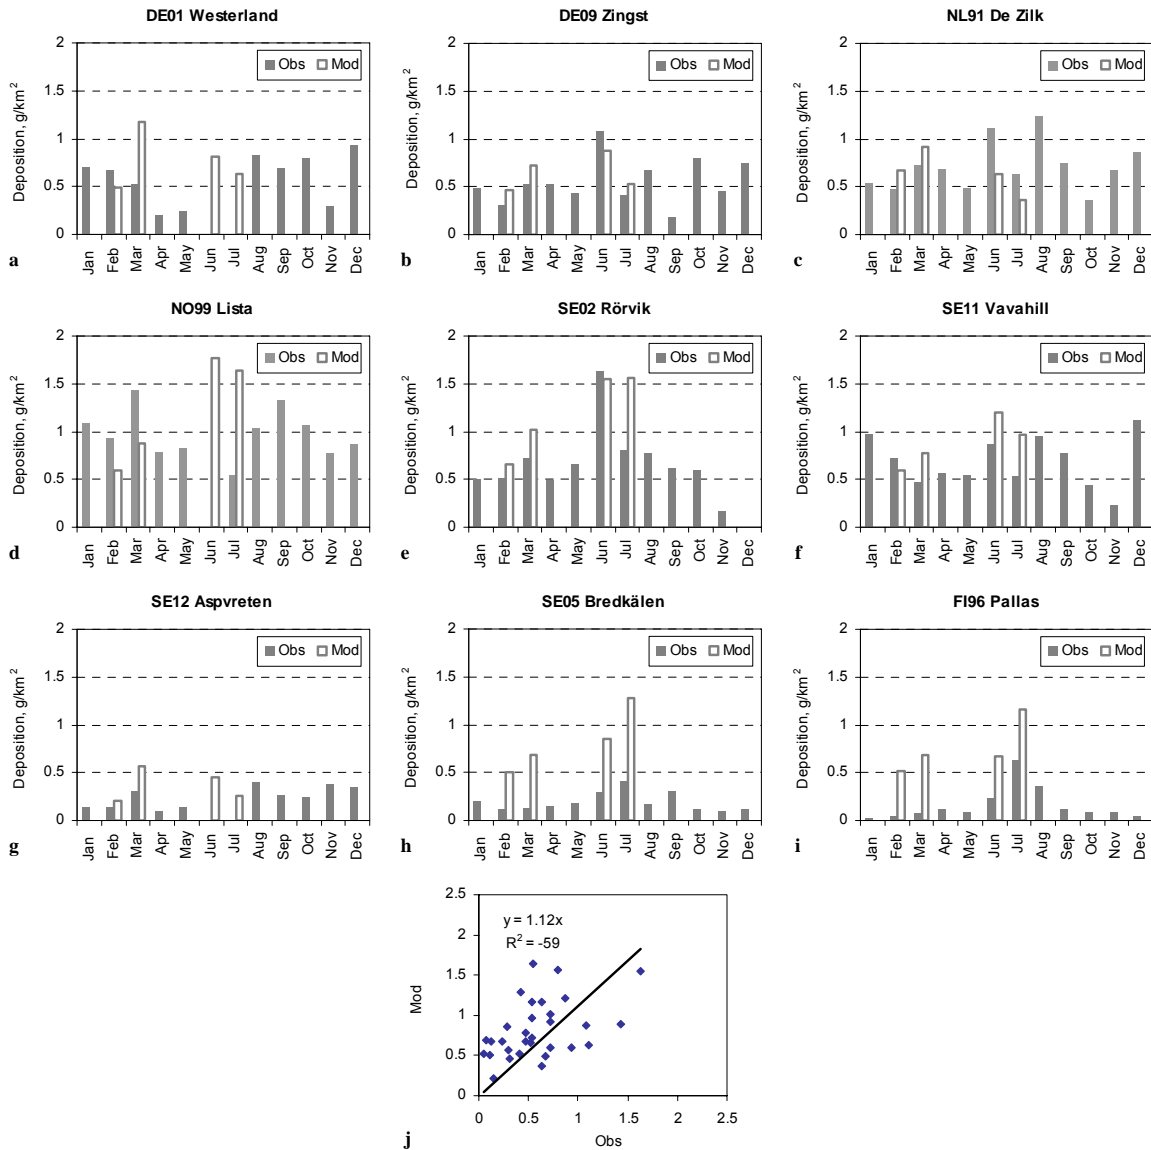 DE01 Westerland
DE09 Zingst
NL91 De Zilk
Deposition, g/km²
2
1.5
1
0.5
0
Obs Mod
Jan Feb Mar Apr May Jun Jul Aug Sep Oct Nov Dec
a
Deposition, g/km²
2
1.5
1
0.5
0
Obs Mod
Jan Feb Mar Apr May Jun Jul Aug Sep Oct Nov Dec
b
Deposition, g/km²
2
1.5
1
0.5
0
Obs Mod
Jan Feb Mar Apr May Jun Jul Aug Sep Oct Nov Dec
c
NO99 Lista
SE02 Rörvik
SE11 Vavahill
Deposition, g/km²
2
1.5
1
0.5
0
Obs Mod
Jan Feb Mar Apr May Jun Jul Aug Sep Oct Nov Dec
d
Deposition, g/km²
2
1.5
1
0.5
0
Obs Mod
Jan Feb Mar Apr May Jun Jul Aug Sep Oct Nov Dec
e
Deposition, g/km²
2
1.5
1
0.5
0
Obs Mod
Jan Feb Mar Apr May Jun Jul Aug Sep Oct Nov Dec
f
SE12 Aspvreten
SE05 Bredkälen
FI96 Pallas
Deposition, g/km²
2
1.5
1
0.5
0
Obs Mod
Jan Feb Mar Apr May Jun Jul Aug Sep Oct Nov Dec
g
Deposition, g/km²
2
1.5
1
0.5
0
Obs Mod
Jan Feb Mar Apr May Jun Jul Aug Sep Oct Nov Dec
h
Deposition, g/km²
2
1.5
1
0.5
0
Obs Mod
Jan Feb Mar Apr May Jun Jul Aug Sep Oct Nov Dec
i
Mod
2.5
2
1.5
1
0.5
0
y = 1.12x
R² = -59
0 0.5 1 1.5 2 2.5
Obs
j